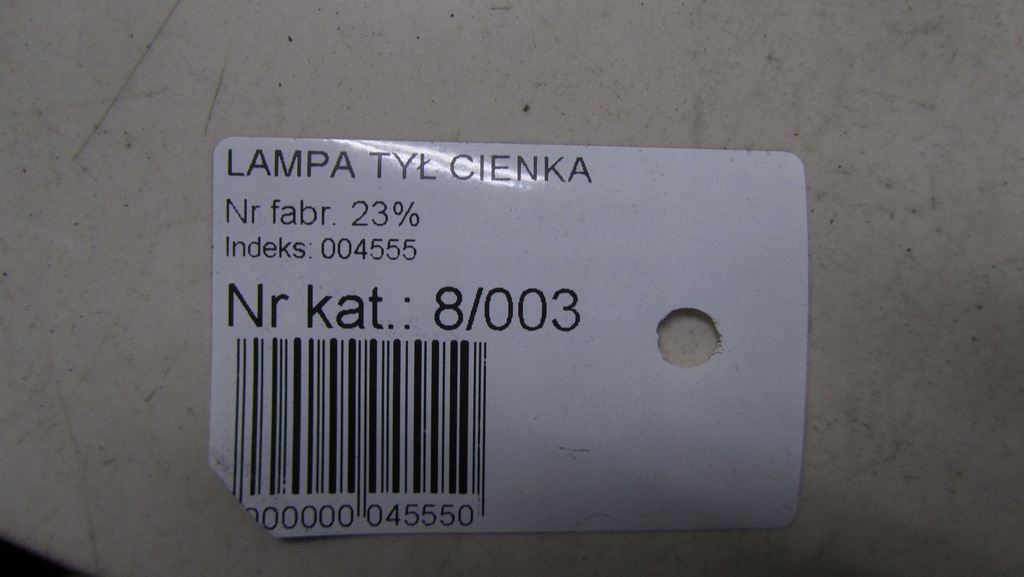 LAMPA TYŁ CIENKA
Nr fabr. 23%
Indeks: 004555
Nr kat.: 8/003
000000 045550